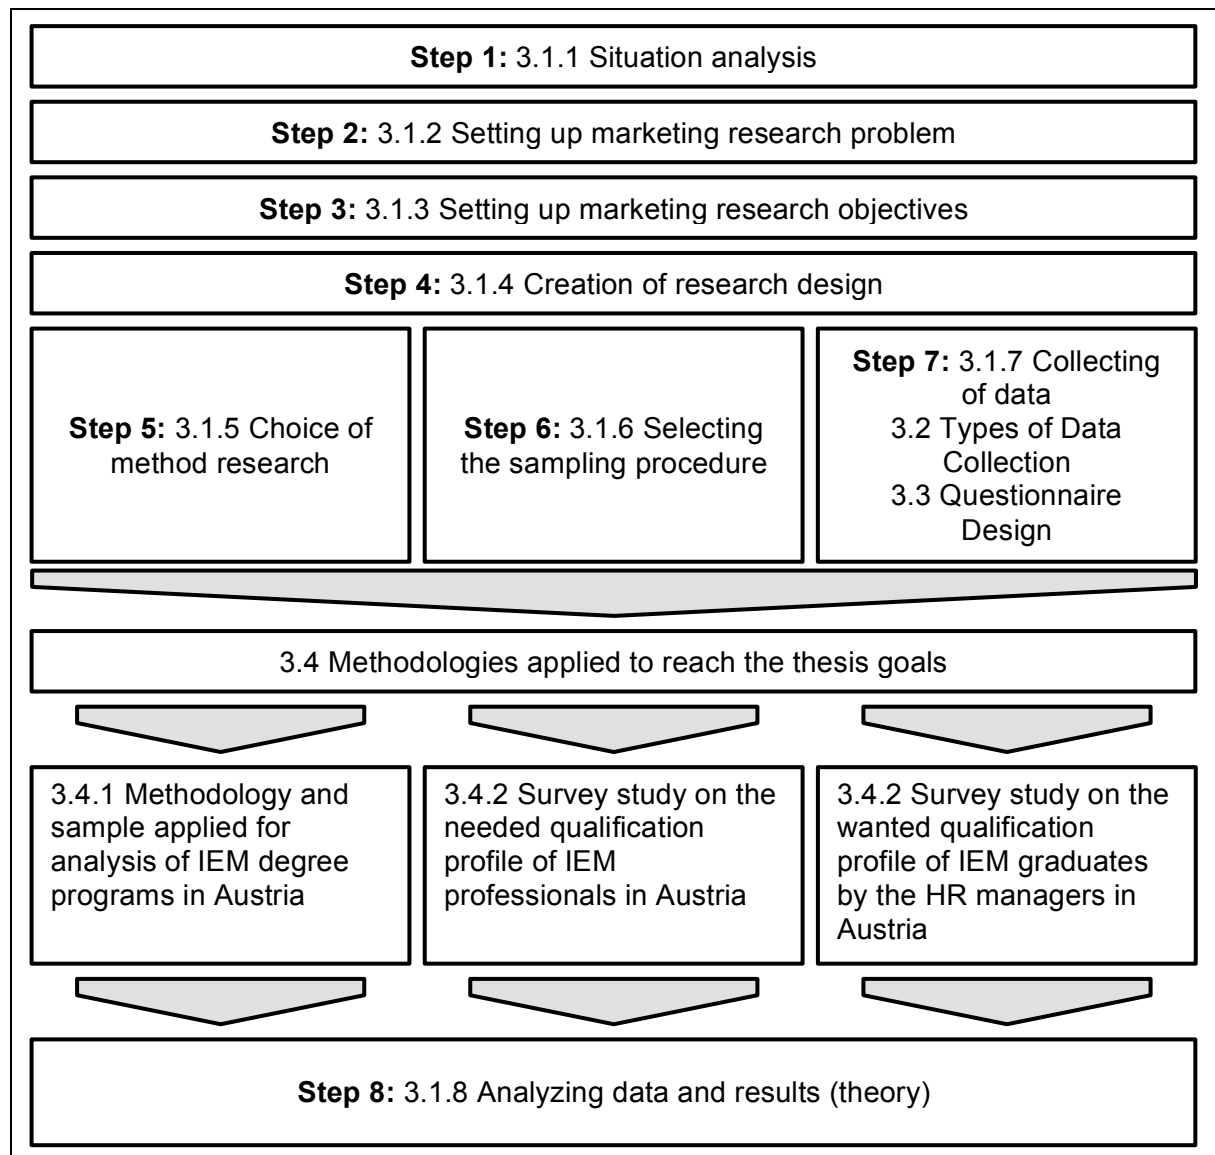 Step 1: 3.1.1 Situation analysis
Step 2: 3.1.2 Setting up marketing research problem
Step 3: 3.1.3 Setting up marketing research objectives
Step 4: 3.1.4 Creation of research design
Step 5: 3.1.5 Choice of
method research
Step 6: 3.1.6 Selecting
the sampling procedure
Step 7: 3.1.7 Collecting
of data
3.2 Types of Data
Collection
3.3 Questionnaire
Design
3.4 Methodologies applied to reach the thesis goals
3.4.1 Methodology and
sample applied for
analysis of IEM degree
programs in Austria
3.4.2 Survey study on the
needed qualification
profile of IEM
professionals in Austria
3.4.2 Survey study on the
wanted qualification
profile of IEM graduates
by the HR managers in
Austria
Step 8: 3.1.8 Analyzing data and results (theory)